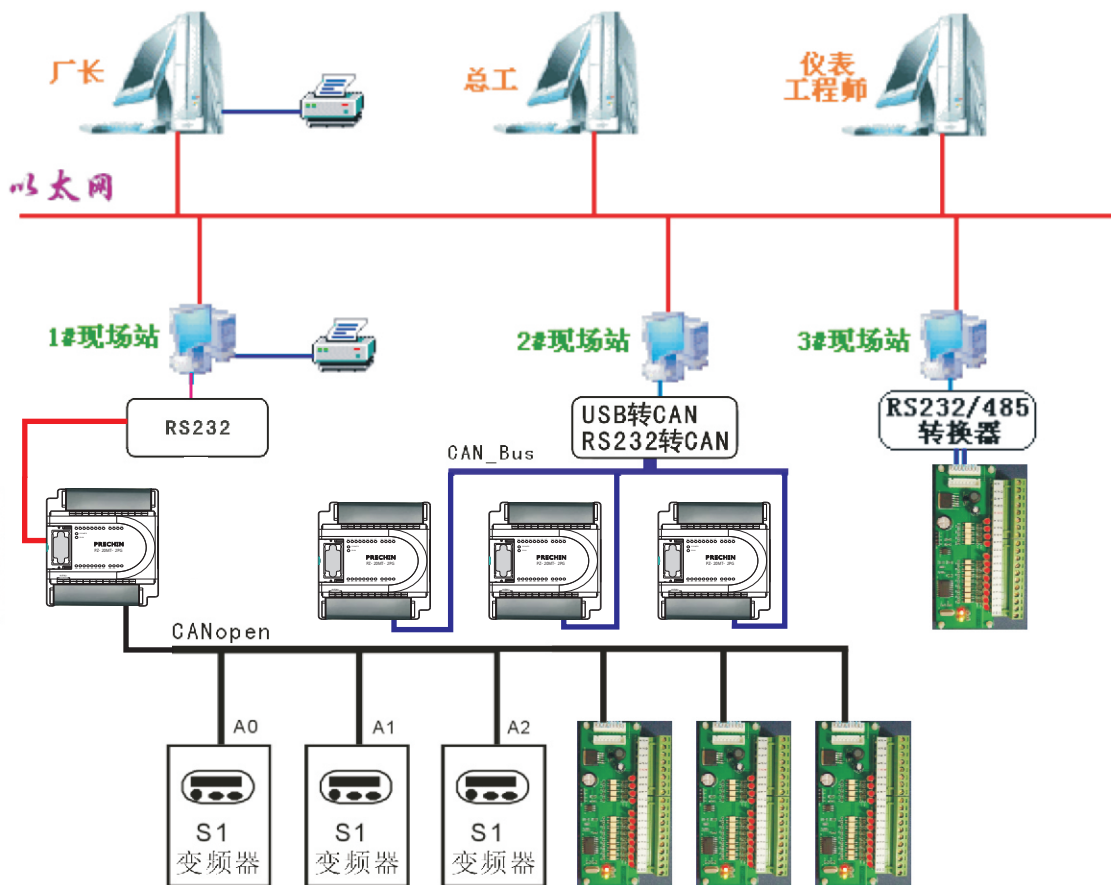 厂长
总工
仪表
工程师
以太网
1#现场站
2#现场站
3#现场站
RS232
USB转CAN
RS232转CAN
RS232/485
转换器
CAN_Bus
PRECHIN
PRECHIN
PRECHIN
PRECHIN
CANopen
A0
A1
A2
S1
变频器
S1
变频器
S1
变频器